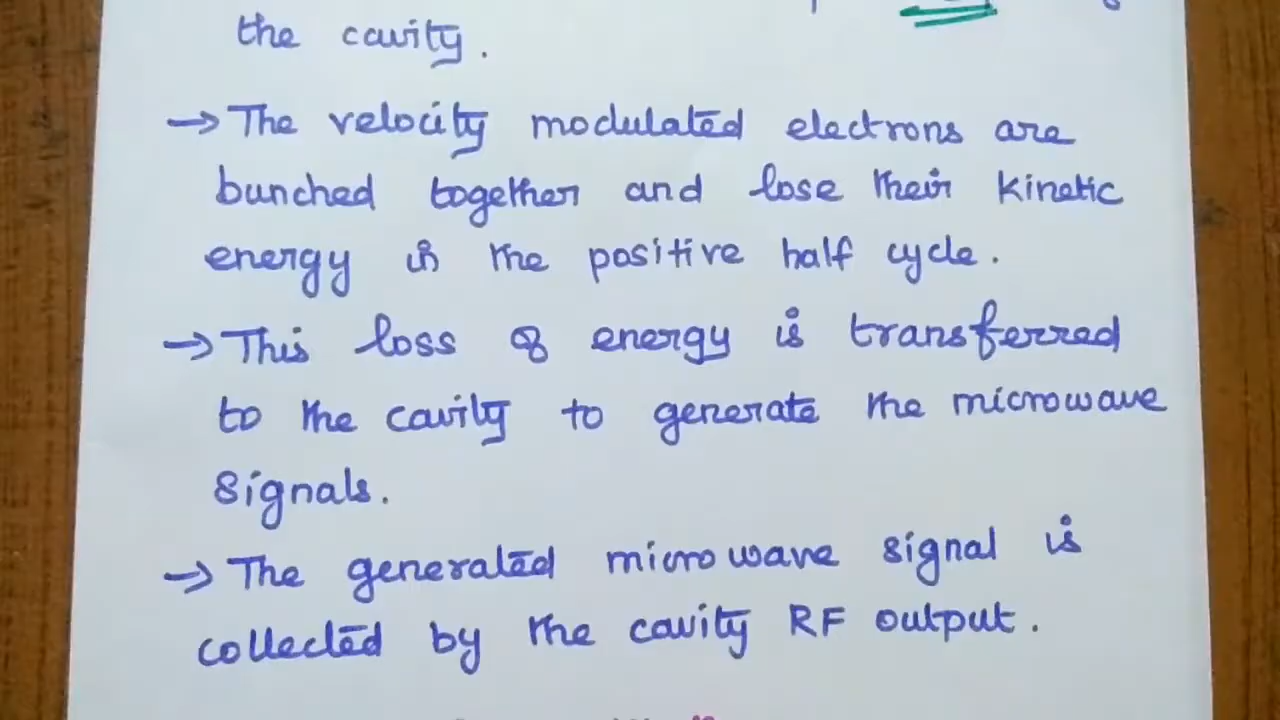 the cavity.
→ The velocity modulated electrons are
bunched together and lose their kinetic
energy in the positive half cycle.
→ This loss of energy is transferred
to the cavity to generate the microwave
signals.
→ The generated microwave signal is
collected by the cavity RF output.